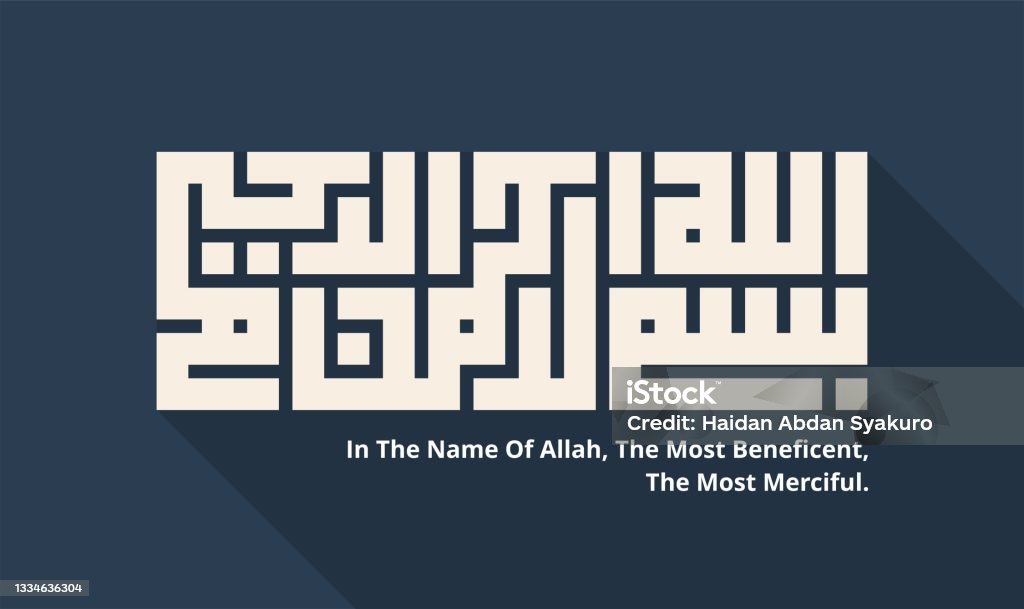 بسم الله الرحمن الرحيم
iStock™
Credit: Haidan Abdan Syakuro
In The Name Of Allah, The Most Beneficent,
The Most Merciful.
1334636304